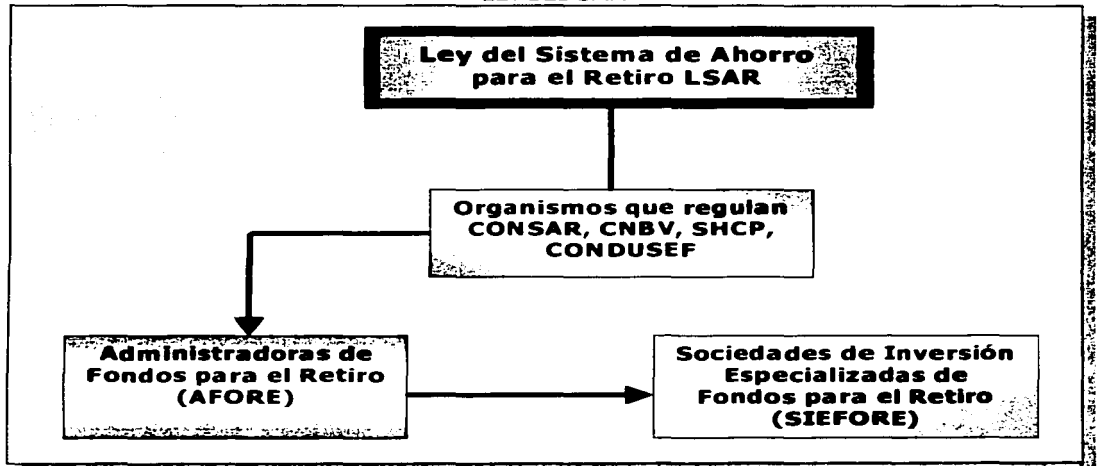 Ley del Sistema de Ahorro
para el Retiro LSAR
Organismos que regulan
CONSAR, CNBV, SHCP,
CONDUSEF
Administradoras de
Fondos para el Retiro
(AFORE)
Sociedades de Inversión
Especializadas de
Fondos para el Retiro
(SIEFORE)